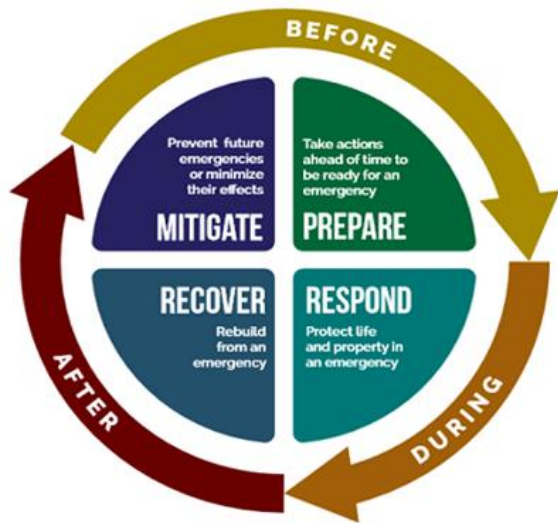 BEFORE
Prevent future
emergencies
or minimize
their effects
MITIGATE
Take actions
ahead of time to
be ready for an
emergency
PREPARE
RECOVER
Rebuild
from an
emergency
RESPOND
Protect life
and property in
an emergency
AFTER
DURING